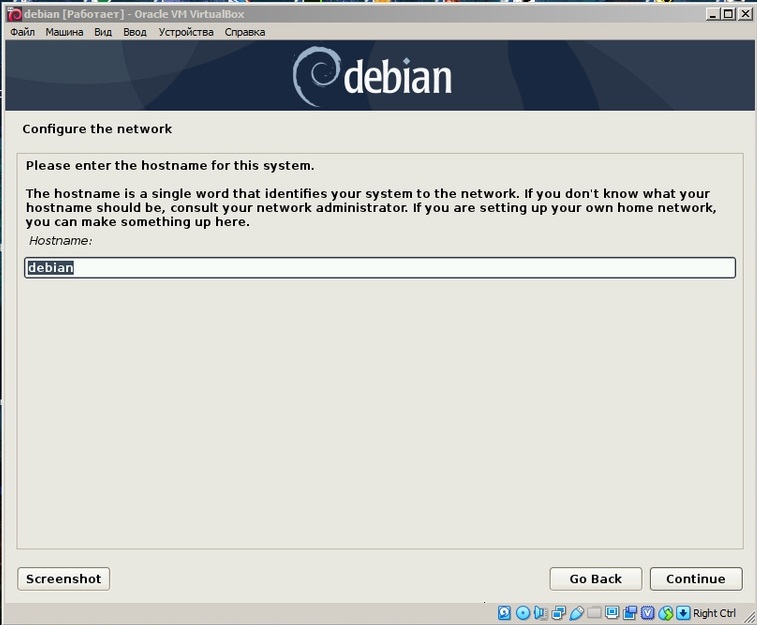 debian [Работает] - Oracle VM VirtualBox
Файл Машина Вид Ввод Устройства Справка
debian
Configure the network
Please enter the hostname for this system.
The hostname is a single word that identifies your system to the network. If you don't know what your
hostname should be, consult your network administrator. If you are setting up your own home network,
you can make something up here.
Hostname:
debian
Screenshot
Go Back Continue
Right Ctrl